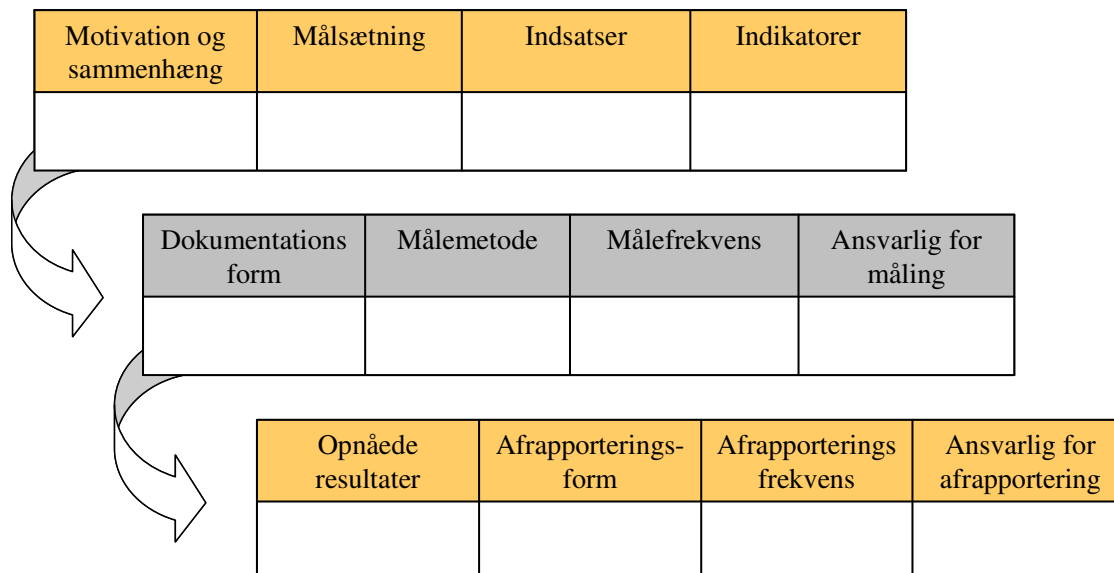 Motivation og
sammenhæng
Målsætning
Indsatser
Indikatorer
Dokumentations
form
Målemetode
Målefrekvens
Ansvarlig for
måling
Opnåede
resultater
Afrapporterings-
form
Afrapporterings
frekvens
Ansvarlig for
afrapportering